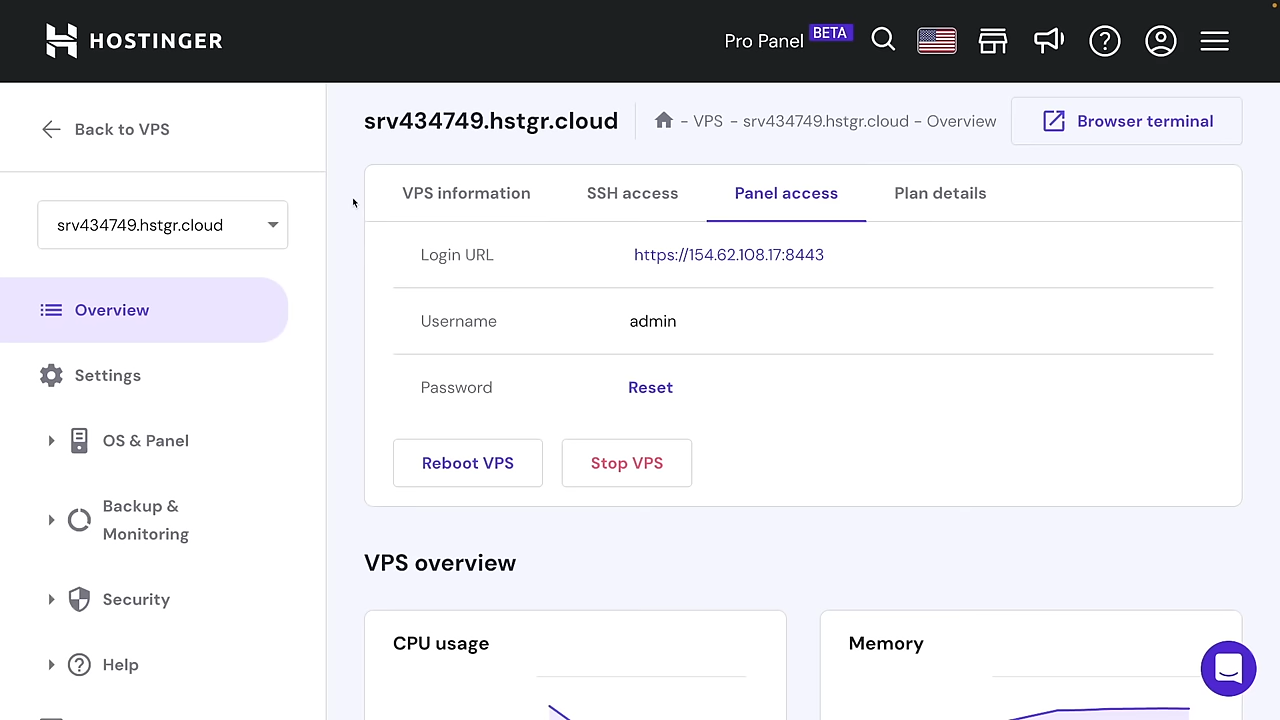 HOSTINGER
Pro Panel BETA
Back to VPS
srv434749.hstgr.cloud
Overview
Settings
OS & Panel
Backup &
Monitoring
Security
Help
srv434749.hstgr.cloud
- VPS - srv434749.hstgr.cloud - Overview
Browser terminal
VPS information SSH access Panel access Plan details
Login URL https://154.62.108.17:8443
Username admin
Password Reset
Reboot VPS Stop VPS
VPS overview
CPU usage Memory